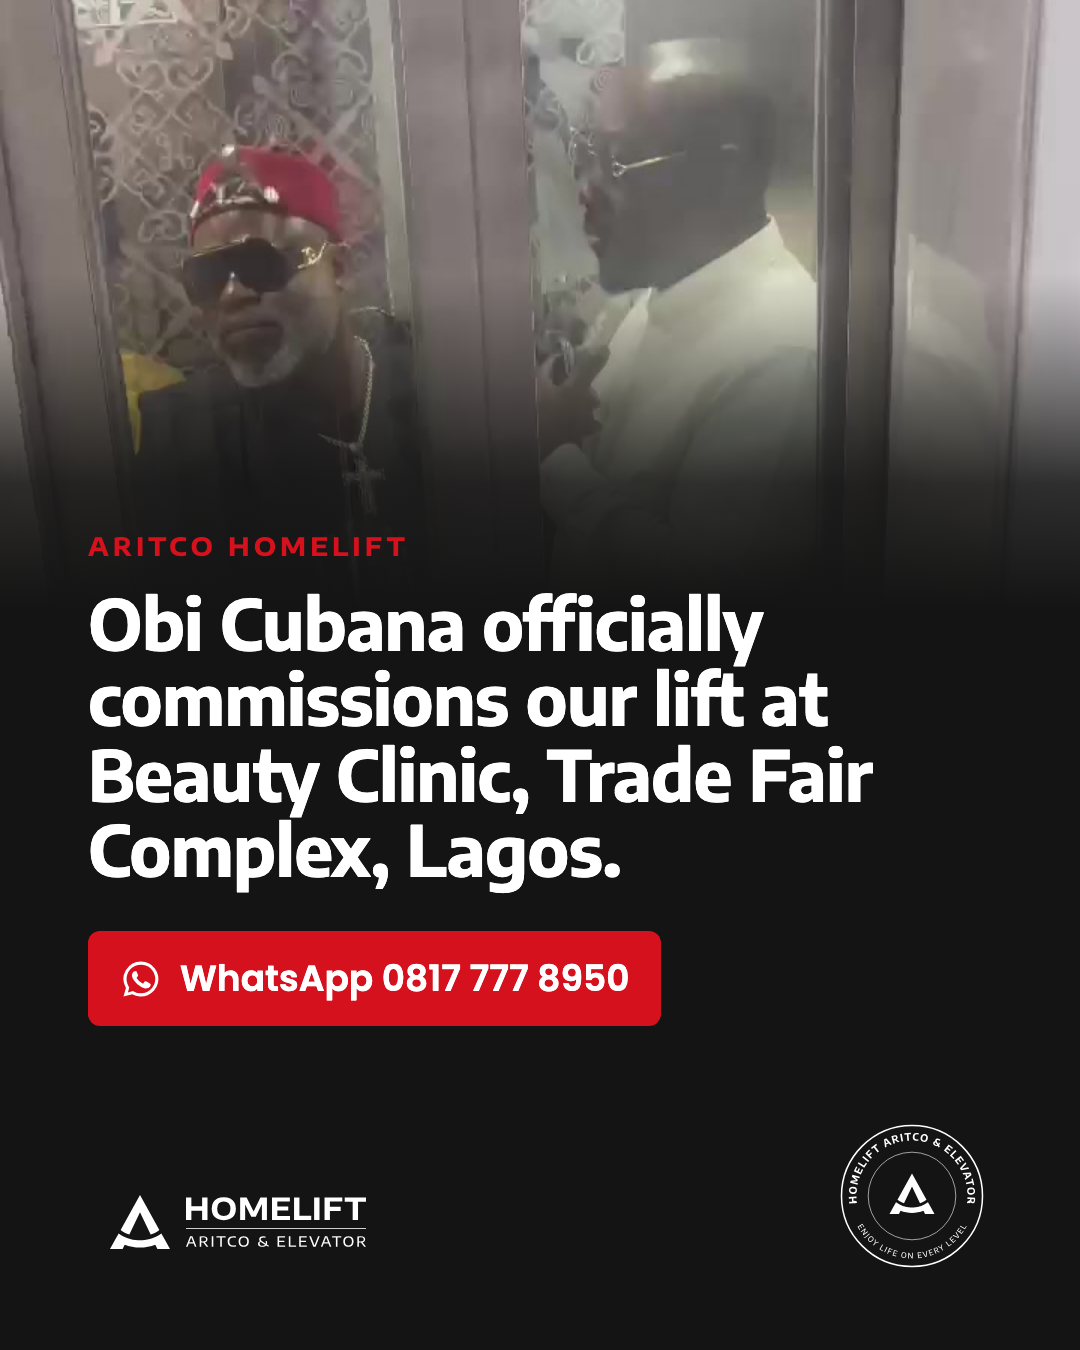 ARITCO HOMELIFT
Obi Cubana officially
commissions our lift at
Beauty Clinic, Trade Fair
Complex, Lagos.
WhatsApp 0817 777 8950
HOMELIFT
ARITCO & ELEVATOR
HOMELIFT ARITCO & ELEVATOR
ENJOY LIFE ON EVERY LEVEL